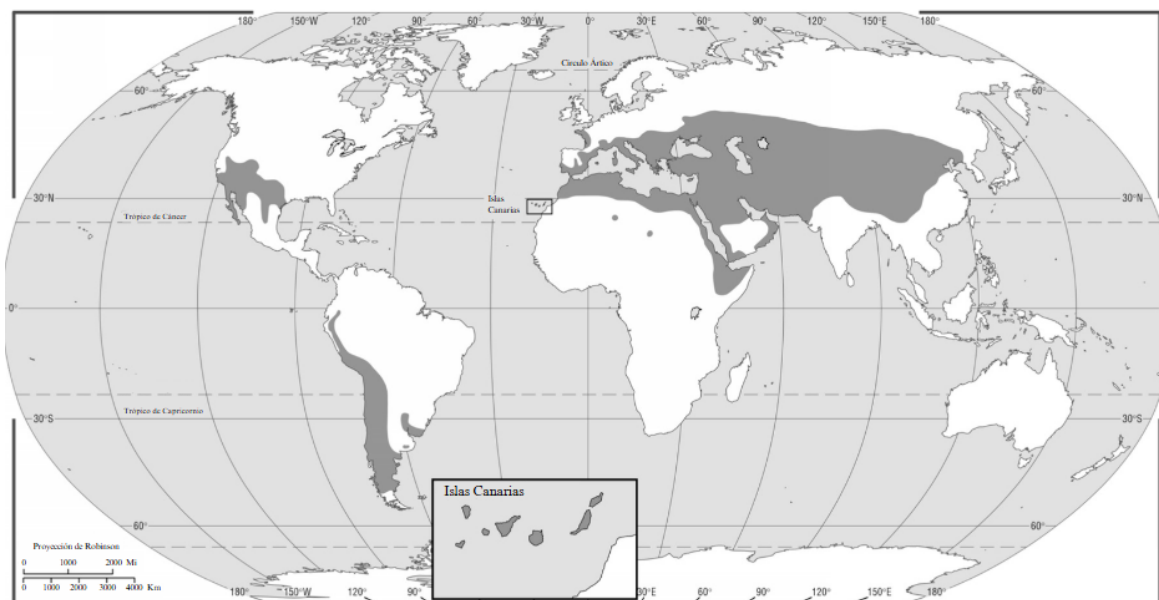 180° 150°W 120°W 90°W 60°W 30°W 0° 30°E 60°E 90°E 120°E 150°E 180°
Círculo Ártico
60° 60°
Islas
Canarias
30°N 30°N
Trópico de Cáncer
0° 0°
Trópico de Capricornio
30°S 30°S
Islas Canarias
60° 60°
Proyección de Robinson
0 1000 2000 Mi
0 1000 2000 3000 4000 Km
180° 150°W 120°W 90°W 0° 30°E 60°E 90°E 120°E 150°E 180°